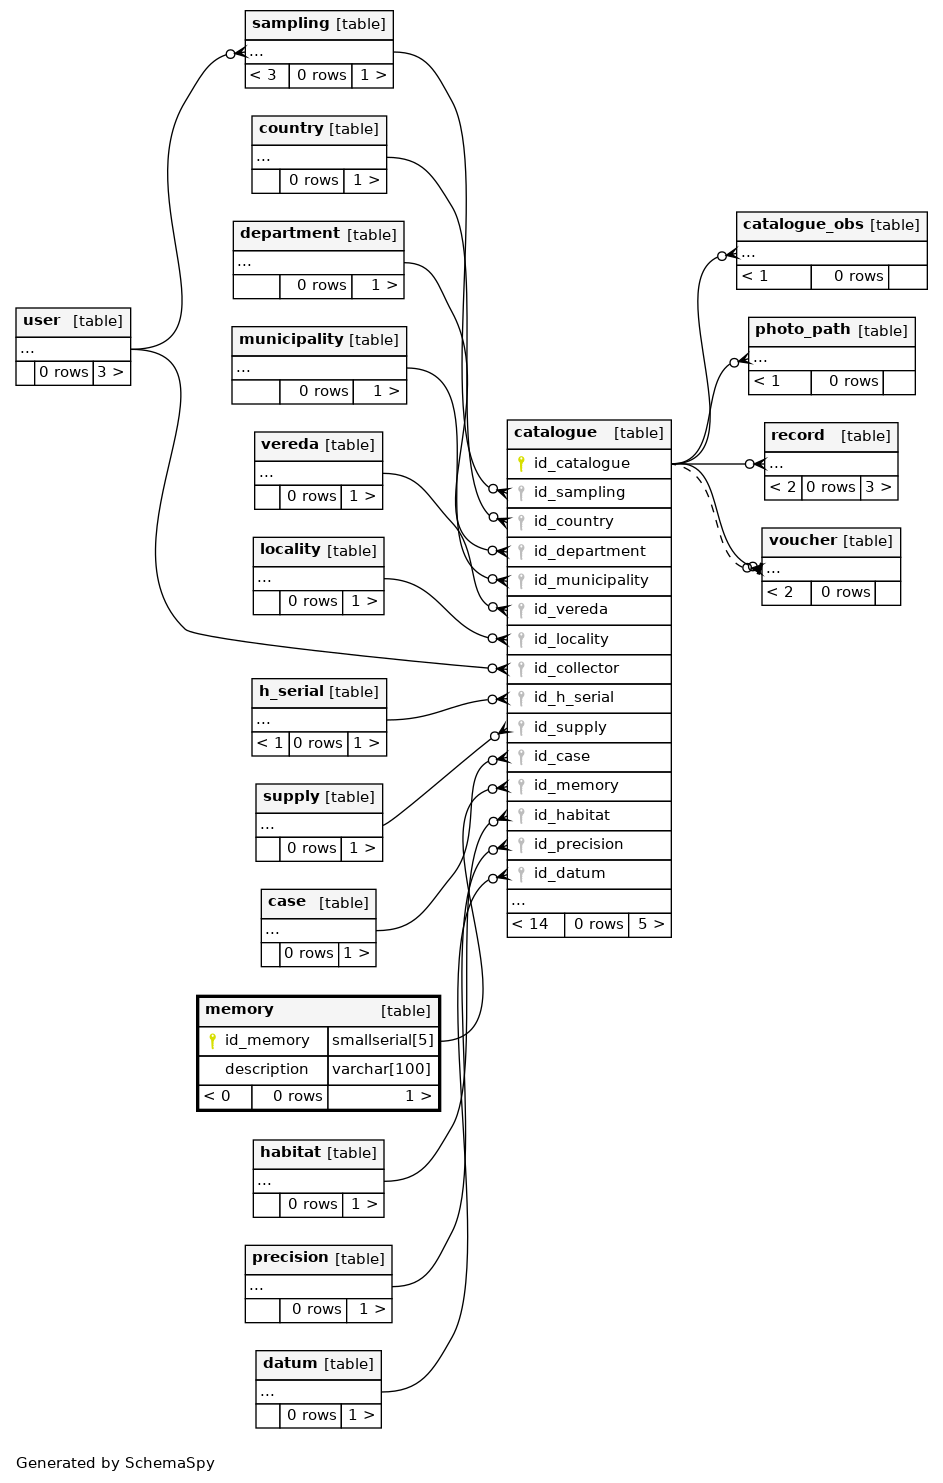 sampling [table]
...
< 3 0 rows 1 >
country [table]
...
0 rows 1 >
department [table]
...
0 rows 1 >
user [table]
...
0 rows 3 >
municipality [table]
...
0 rows 1 >
vereda [table]
...
0 rows 1 >
locality [table]
...
0 rows 1 >
h_serial [table]
...
< 1 0 rows 1 >
supply [table]
...
0 rows 1 >
case [table]
...
0 rows 1 >
memory [table]
id_memory smallserial[5]
description varchar[100]
< 0 0 rows 1 >
habitat [table]
...
0 rows 1 >
precision [table]
...
0 rows 1 >
datum [table]
...
0 rows 1 >
catalogue [table]
id_catalogue
id_sampling
id_country
id_department
id_municipality
id_vereda
id_locality
id_collector
id_h_serial
id_supply
id_case
id_memory
id_habitat
id_precision
id_datum
...
< 14 0 rows 5 >
catalogue_obs [table]
...
< 1 0 rows
photo_path [table]
...
< 1 0 rows
record [table]
...
< 2 0 rows 3 >
voucher [table]
...
< 2 0 rows
Generated by SchemaSpy